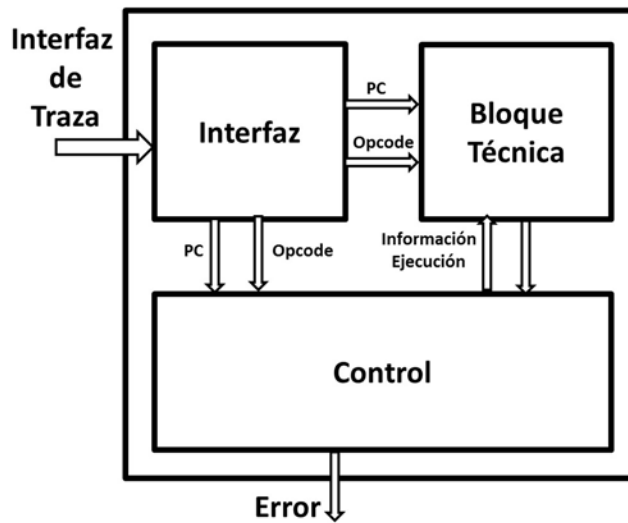 Interfaz
de
Traza
Interfaz
PC
Opcode
Bloque
Técnica
PC
Opcode
Información
Ejecución
Control
Error